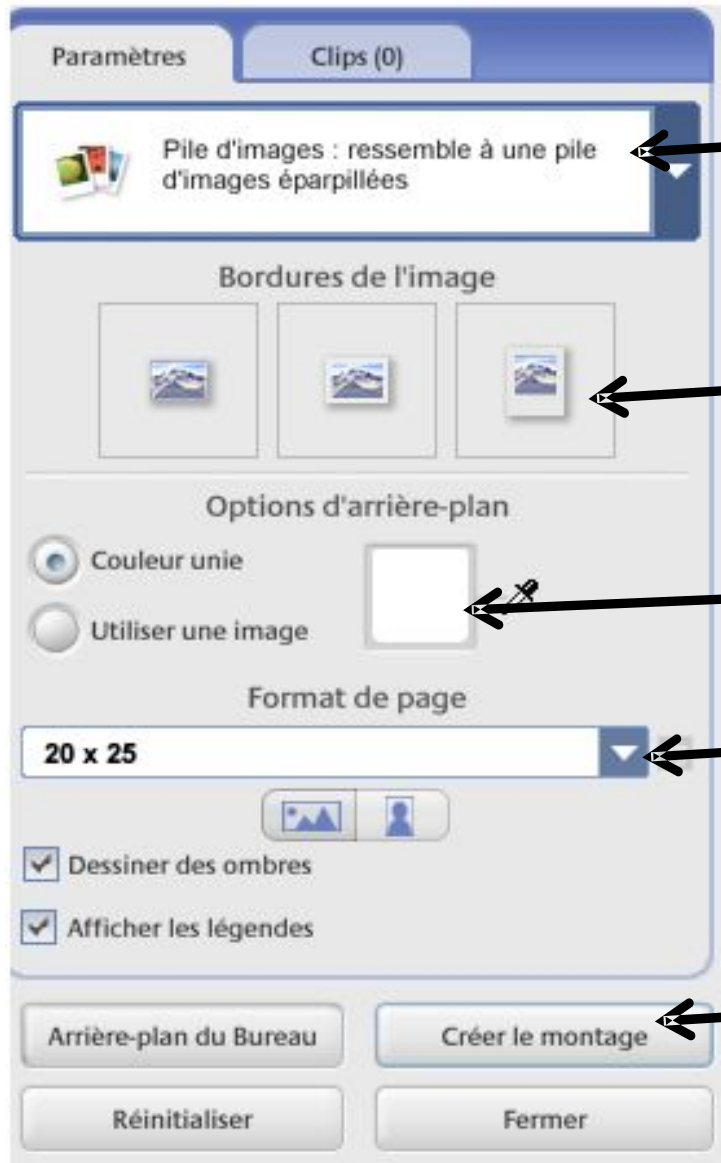 Paramètres
Clips (0)
Pile d'images : ressemble à une pile
d'images éparpillées
Bordures de l'image
Options d'arrière-plan
Couleur unie
Utiliser une image
Format de page
20 x 25
Dessiner des ombres
Afficher les légendes
Arrière-plan du Bureau
Créer le montage
Réinitialiser
Fermer